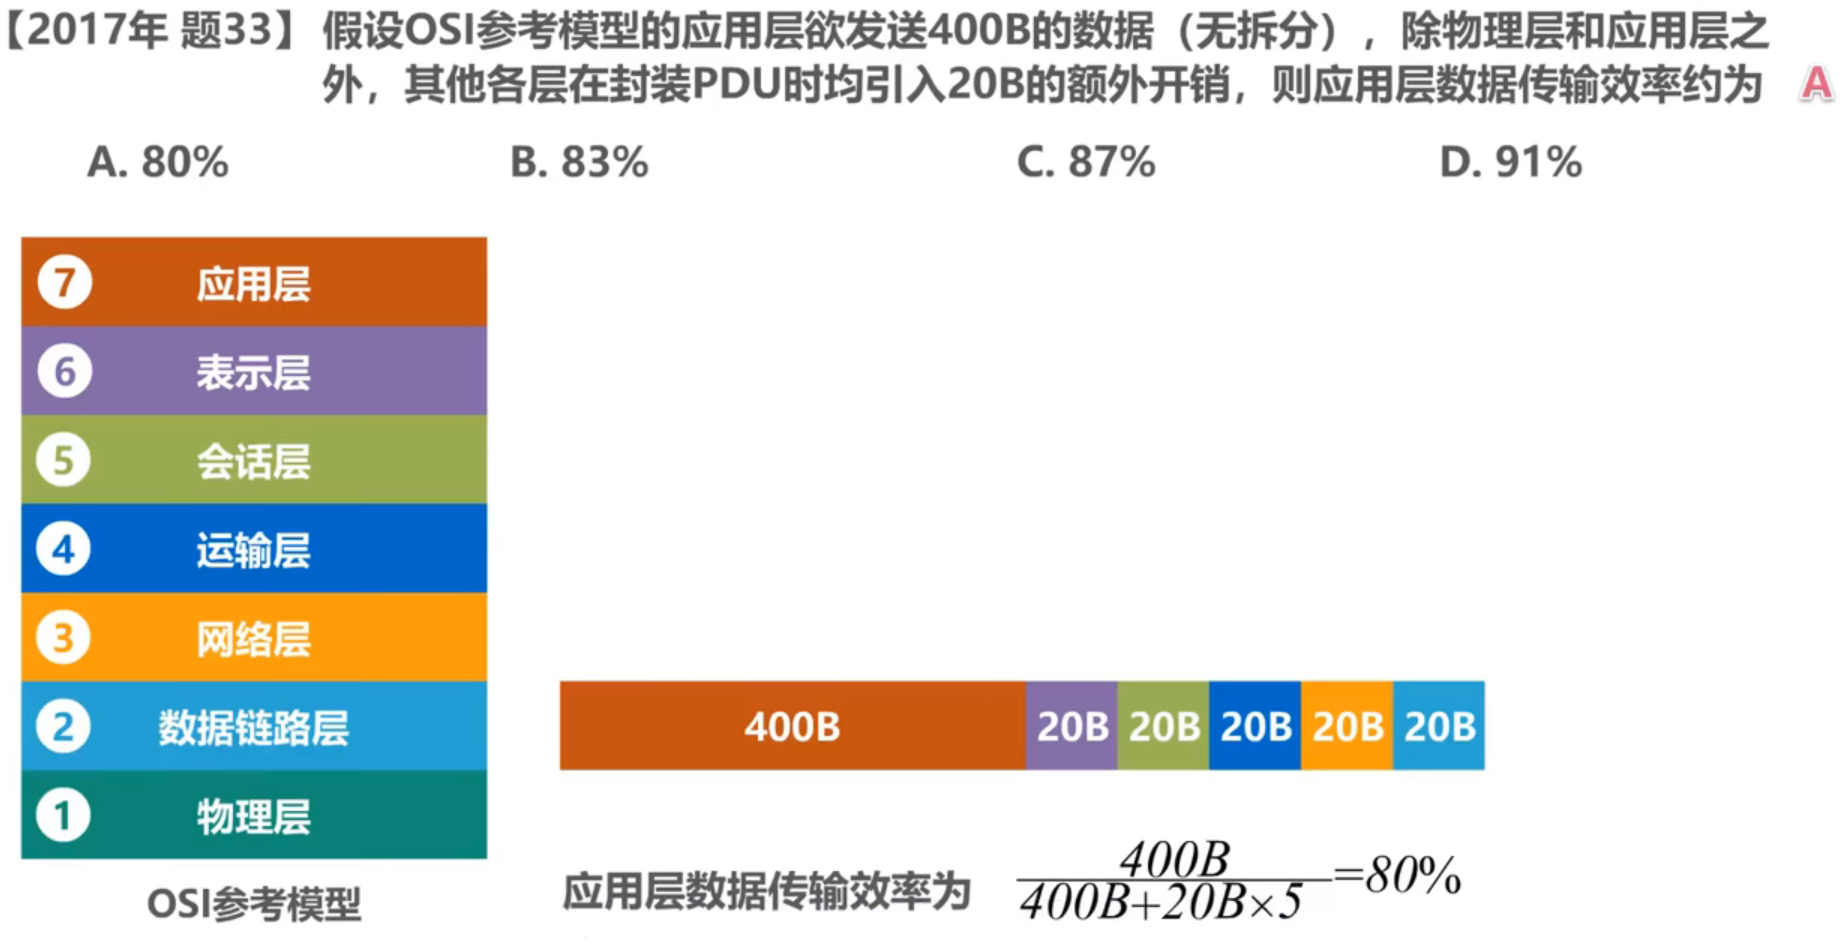 【2017年 题33】 假设OSI参考模型的应用层欲发送400B的数据（无拆分），除物理层和应用层之
外，其他各层在封装PDU时均引入20B的额外开销，则应用层数据传输效率约为 A
A. 80% B. 83% C. 87% D. 91%
7 应用层
6 表示层
5 会话层
4 运输层
3 网络层
2 数据链路层 400B 20B 20B 20B 20B 20B
1 物理层
OSI参考模型
应用层数据传输效率为 400B / 400B+20B×5 =80%